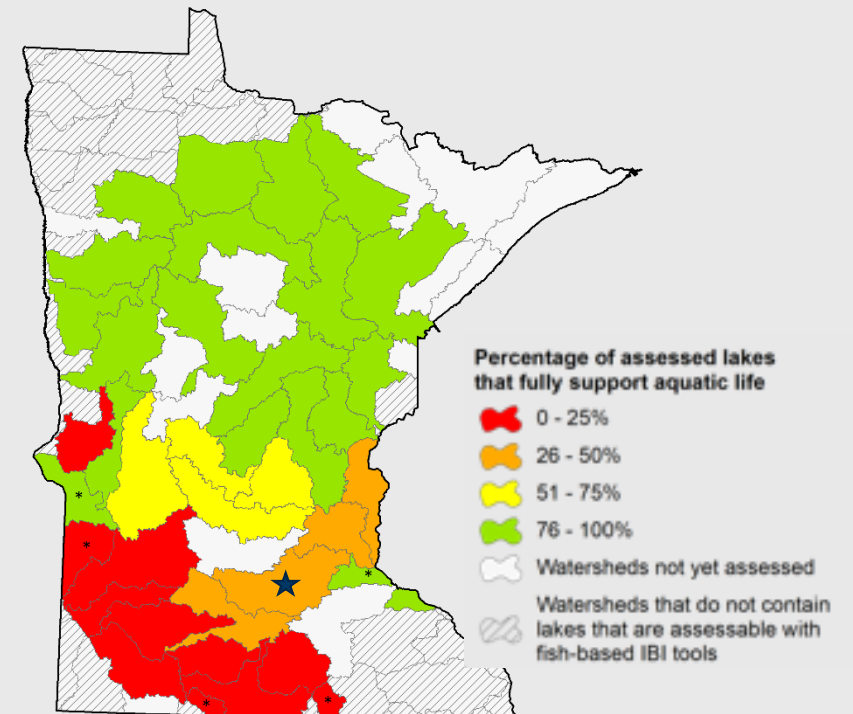 Percentage of assessed lakes
that fully support aquatic life
0 - 25%
26 - 50%
51 - 75%
76 - 100%
Watersheds not yet assessed
Watersheds that do not contain
lakes that are assessable with
fish-based IBI tools
*
*
*
*
*